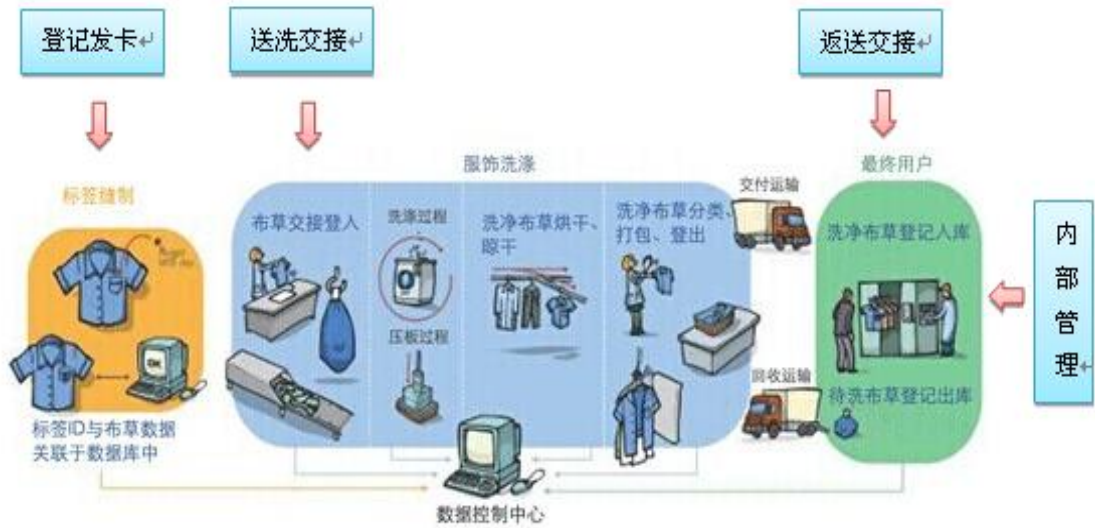 登记发卡
送洗交接
返送交接
服饰洗涤
最终用户
标签缝制
布草交接登入
洗涤过程
压板过程
洗净布草烘干、
晾干
洗净布草分类、
打包、登出
交付运输
回收运输
洗净布草登记入库
待洗布草登记出库
内
部
管
理
OK
标签ID与布草数据
关联于数据库中
数据控制中心